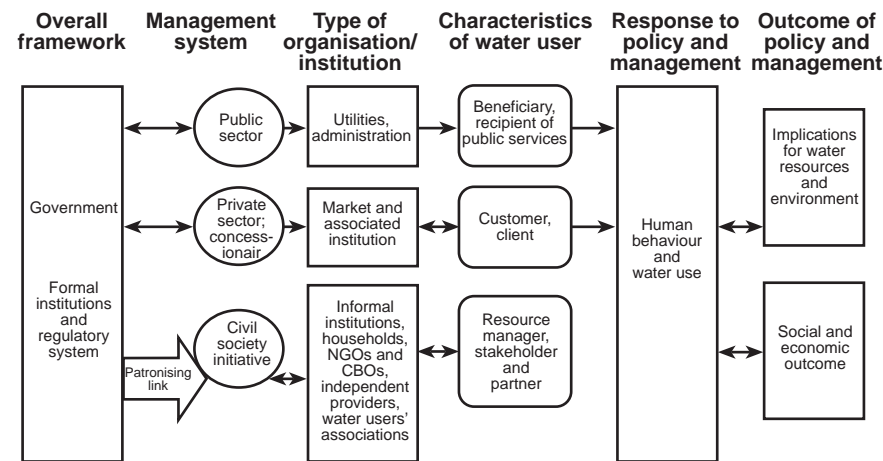 Overall
framework
Management
system
Type of
organisation/
institution
Characteristics
of water user
Response to
policy and
management
Outcome of
policy and
management
Government
Formal
institutions
and
regulatory
system
Public
sector
Utilities,
administration
Beneficiary,
recipient of
public services
Private
sector;
concess-
ionair
Market and
associated
institution
Customer,
client
Patronising
link
Civil
society
initiative
Informal
institutions,
households,
NGOs and
CBOs,
independent
providers,
water users’
associations
Resource
manager,
stakeholder
and
partner
Human
behaviour
and
water use
Implications
for water
resources
and
environment
Social and
economic
outcome